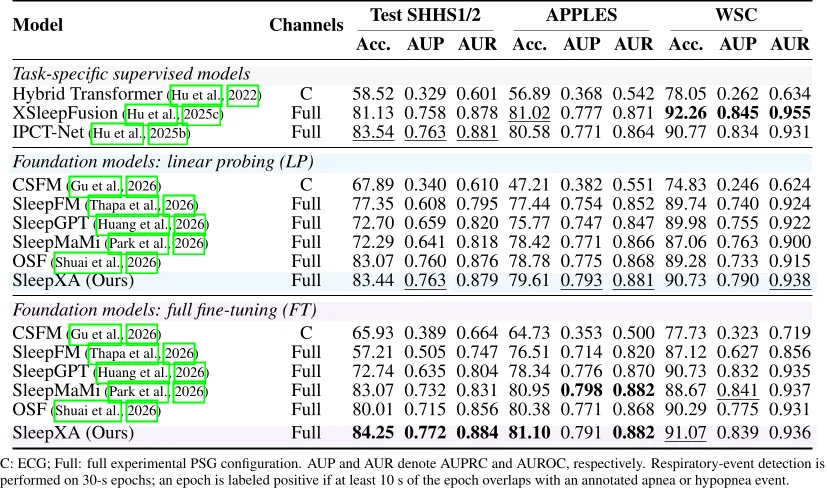 Model Channels Test SHHS1/2 APPLES WSC
Acc. AUP AUR Acc. AUP AUR Acc. AUP AUR
Task-specific supervised models
Hybrid Transformer (Hu et al., 2022) C 58.52 0.329 0.601 56.89 0.368 0.542 78.05 0.262 0.634
XSleepFusion (Hu et al., 2025c) Full 81.13 0.758 0.878 81.02 0.777 0.871 92.26 0.845 0.955
IPCT-Net (Hu et al., 2025b) Full 83.54 0.763 0.881 80.58 0.771 0.864 90.77 0.834 0.931
Foundation models: linear probing (LP)
CSFM (Gu et al., 2026) C 67.89 0.340 0.610 47.21 0.382 0.551 74.83 0.246 0.624
SleepFM (Thapa et al., 2026) Full 77.35 0.608 0.795 77.44 0.754 0.852 89.74 0.740 0.924
SleepGPT (Huang et al., 2026) Full 72.70 0.659 0.820 75.77 0.747 0.847 89.98 0.755 0.922
SleepMaMi (Park et al., 2026) Full 72.29 0.641 0.818 78.42 0.771 0.866 87.06 0.763 0.900
OSF (Shuai et al., 2026) Full 83.07 0.760 0.876 78.78 0.775 0.868 89.28 0.733 0.915
SleepXA (Ours) Full 83.44 0.763 0.879 79.61 0.793 0.881 90.73 0.790 0.938
Foundation models: full fine-tuning (FT)
CSFM (Gu et al., 2026) C 65.93 0.389 0.664 64.73 0.353 0.500 77.73 0.323 0.719
SleepFM (Thapa et al., 2026) Full 57.21 0.505 0.747 76.51 0.714 0.820 87.12 0.627 0.856
SleepGPT (Huang et al., 2026) Full 72.74 0.635 0.804 78.34 0.776 0.870 90.73 0.832 0.935
SleepMaMi (Park et al., 2026) Full 83.07 0.732 0.831 80.95 0.798 0.882 88.67 0.841 0.937
OSF (Shuai et al., 2026) Full 80.01 0.715 0.856 80.38 0.771 0.868 90.29 0.775 0.931
SleepXA (Ours) Full 84.25 0.772 0.884 81.10 0.791 0.882 91.07 0.839 0.936
C: ECG; Full: full experimental PSG configuration. AUP and AUR denote AUPRC and AUROC, respectively. Respiratory-event detection is
performed on 30-s epochs; an epoch is labeled positive if at least 10 s of the epoch overlaps with an annotated apnea or hypopnea event.